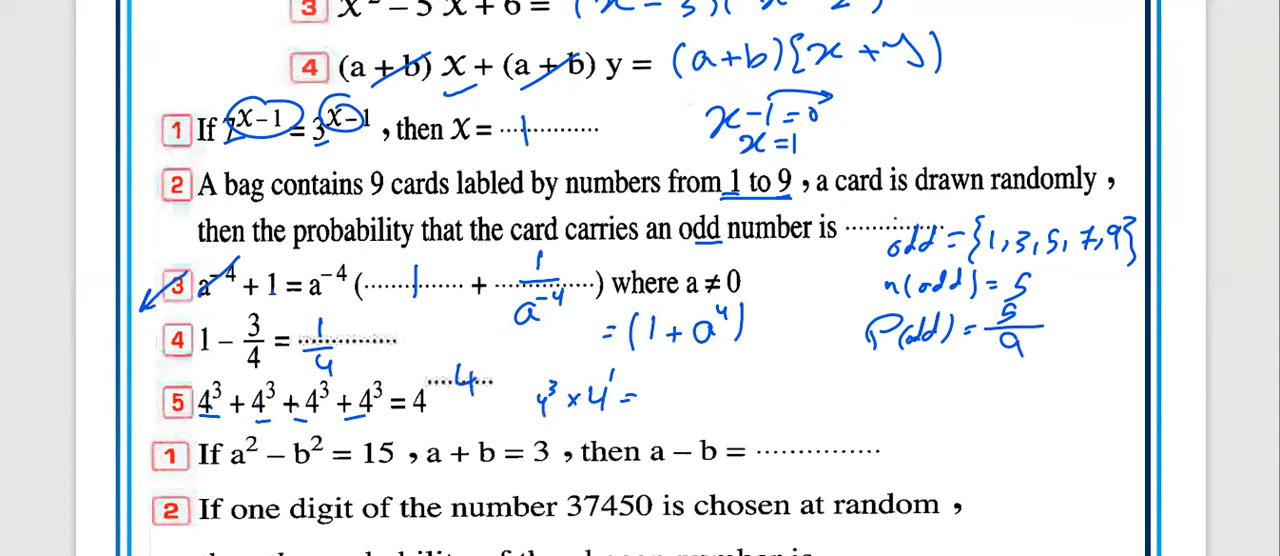 3 X² − 5 X + 6 = (x − 3)(x − 2)
4 (a + b) X + (a + b) y = (a+b){x + y)
1 If 7^(X−1) = 3^(X−1) , then X = ...1............ x−1=0
x=1
2 A bag contains 9 cards labled by numbers from 1 to 9 , a card is drawn randomly ,
then the probability that the card carries an odd number is .................. odd = {1,3,5,7,9}
3 a⁻⁴ + 1 = a⁻⁴ (.......1....... + ....1/a⁻⁴....) where a ≠ 0 n(odd) = 5
= (1 + a⁴) P(odd) = 5/9
4 1 − 3/4 = 1/4
5 4³ + 4³ + 4³ + 4³ = 4^....4.... 4³ × 4¹ =
1 If a² − b² = 15 , a + b = 3 , then a − b = ...............
2 If one digit of the number 37450 is chosen at random ,